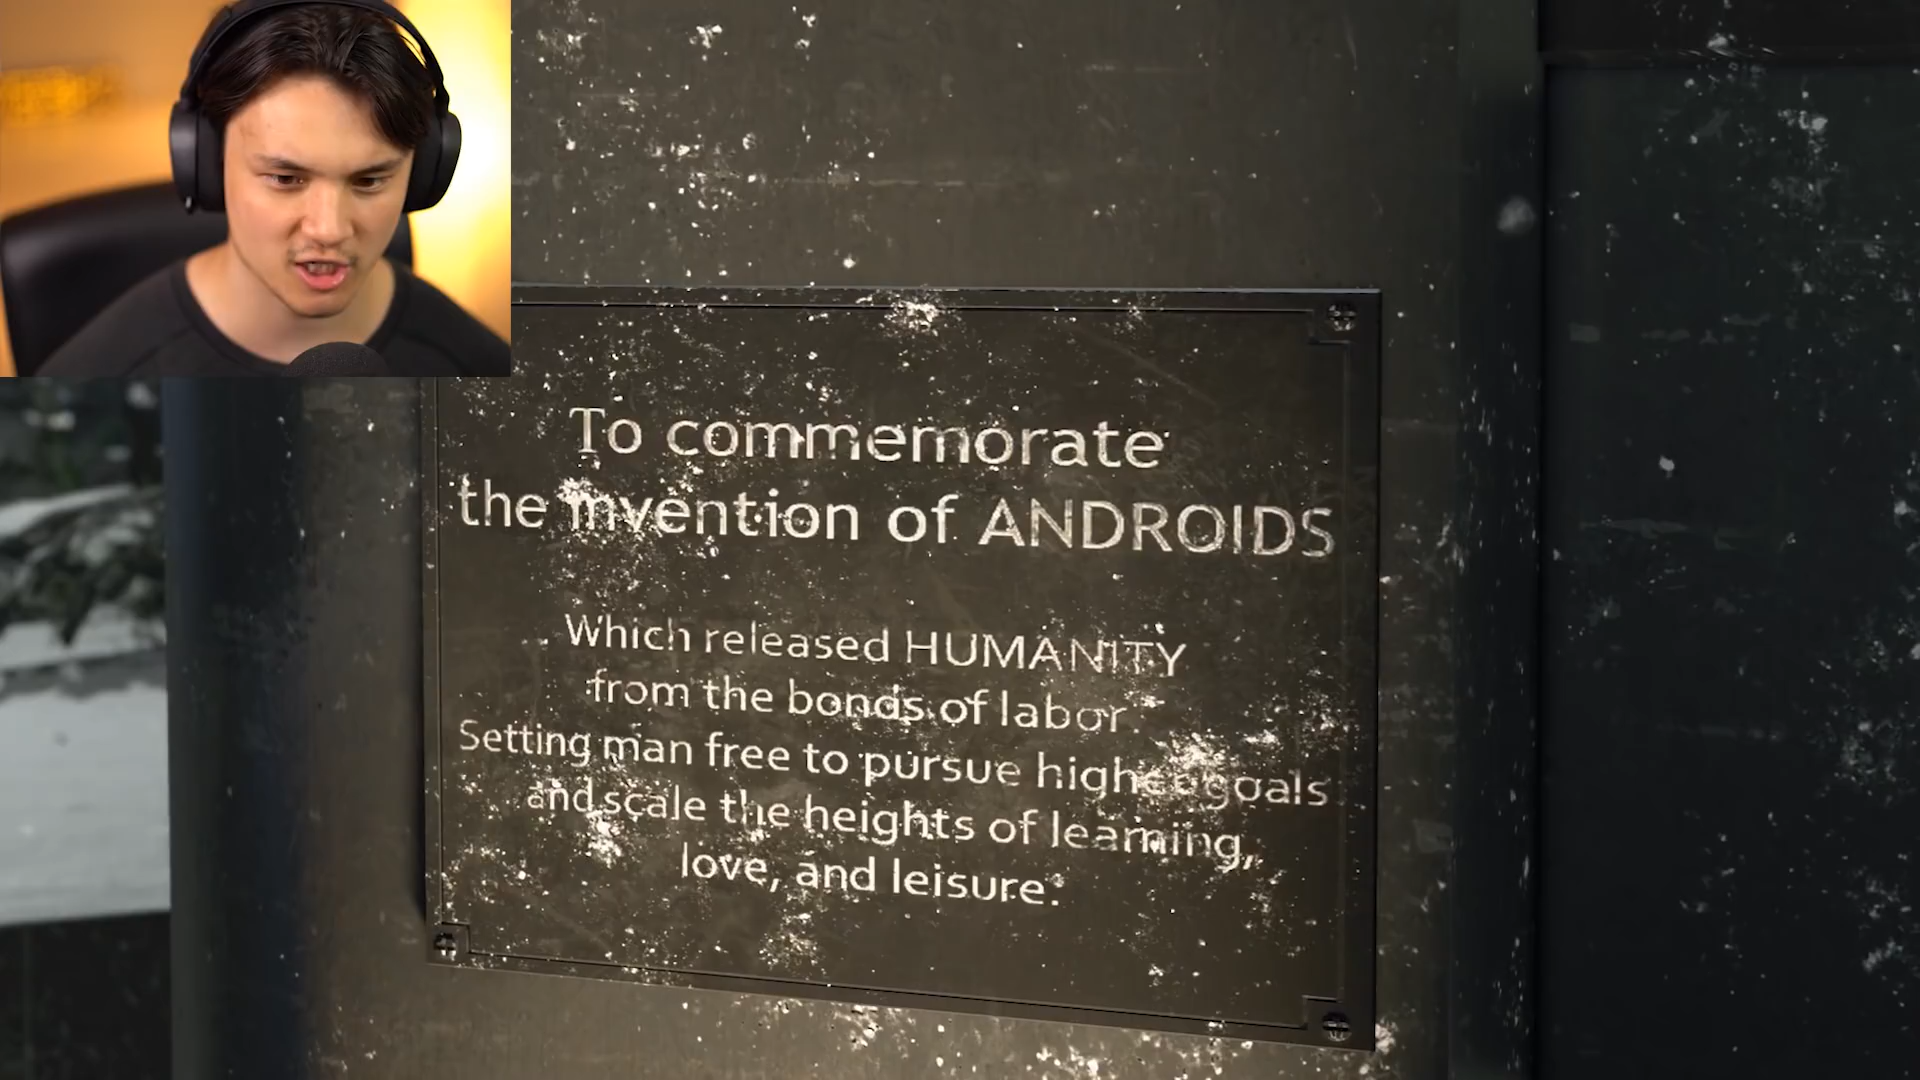 To commemorate
the invention of ANDROIDS
Which released HUMANITY
from the bonds of labor.
Setting man free to pursue higher goals
and scale the heights of learning,
love, and leisure.